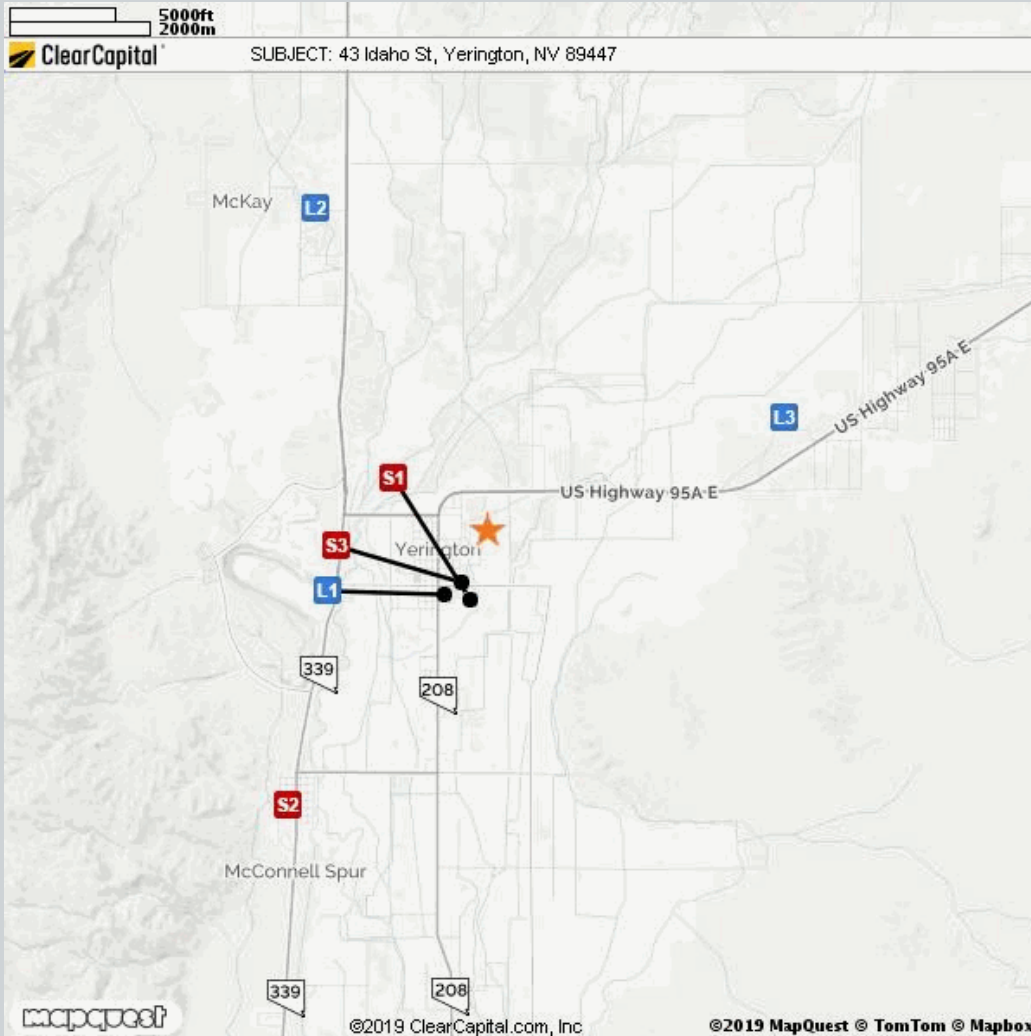 5000ft
2000m
ClearCapital
SUBJECT: 43 Idaho St, Yerington, NV 89447
McKay
L2
US Highway 95A E
L3
S1
US Highway 95A E
S3
Yerington
L1
339
208
S2
McConnell Spur
339
208
mapquest
©2019 ClearCapital.com, Inc
©2019 MapQuest © TomTom © Mapbox